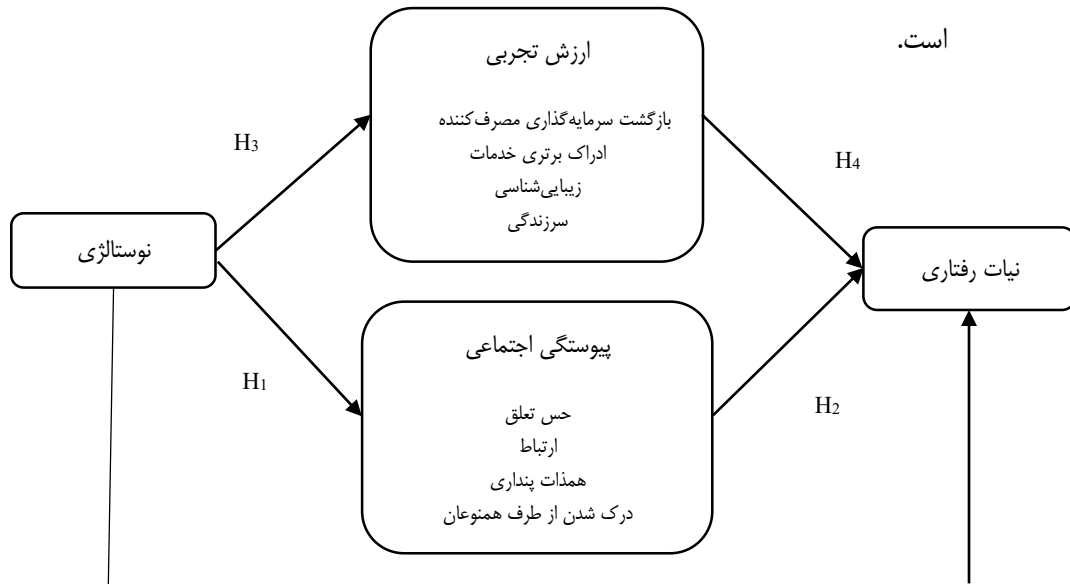 است.
ارزش تجربی
بازگشت سرمایه‌گذاری مصرف‌کننده
ادراک برتری خدمات
زیبایی‌شناسی
سرزندگی
H3
H4
نوستالژی
نیات رفتاری
پیوستگی اجتماعی
حس تعلق
ارتباط
همذات پنداری
درک شدن از طرف همنوعان
H1
H2